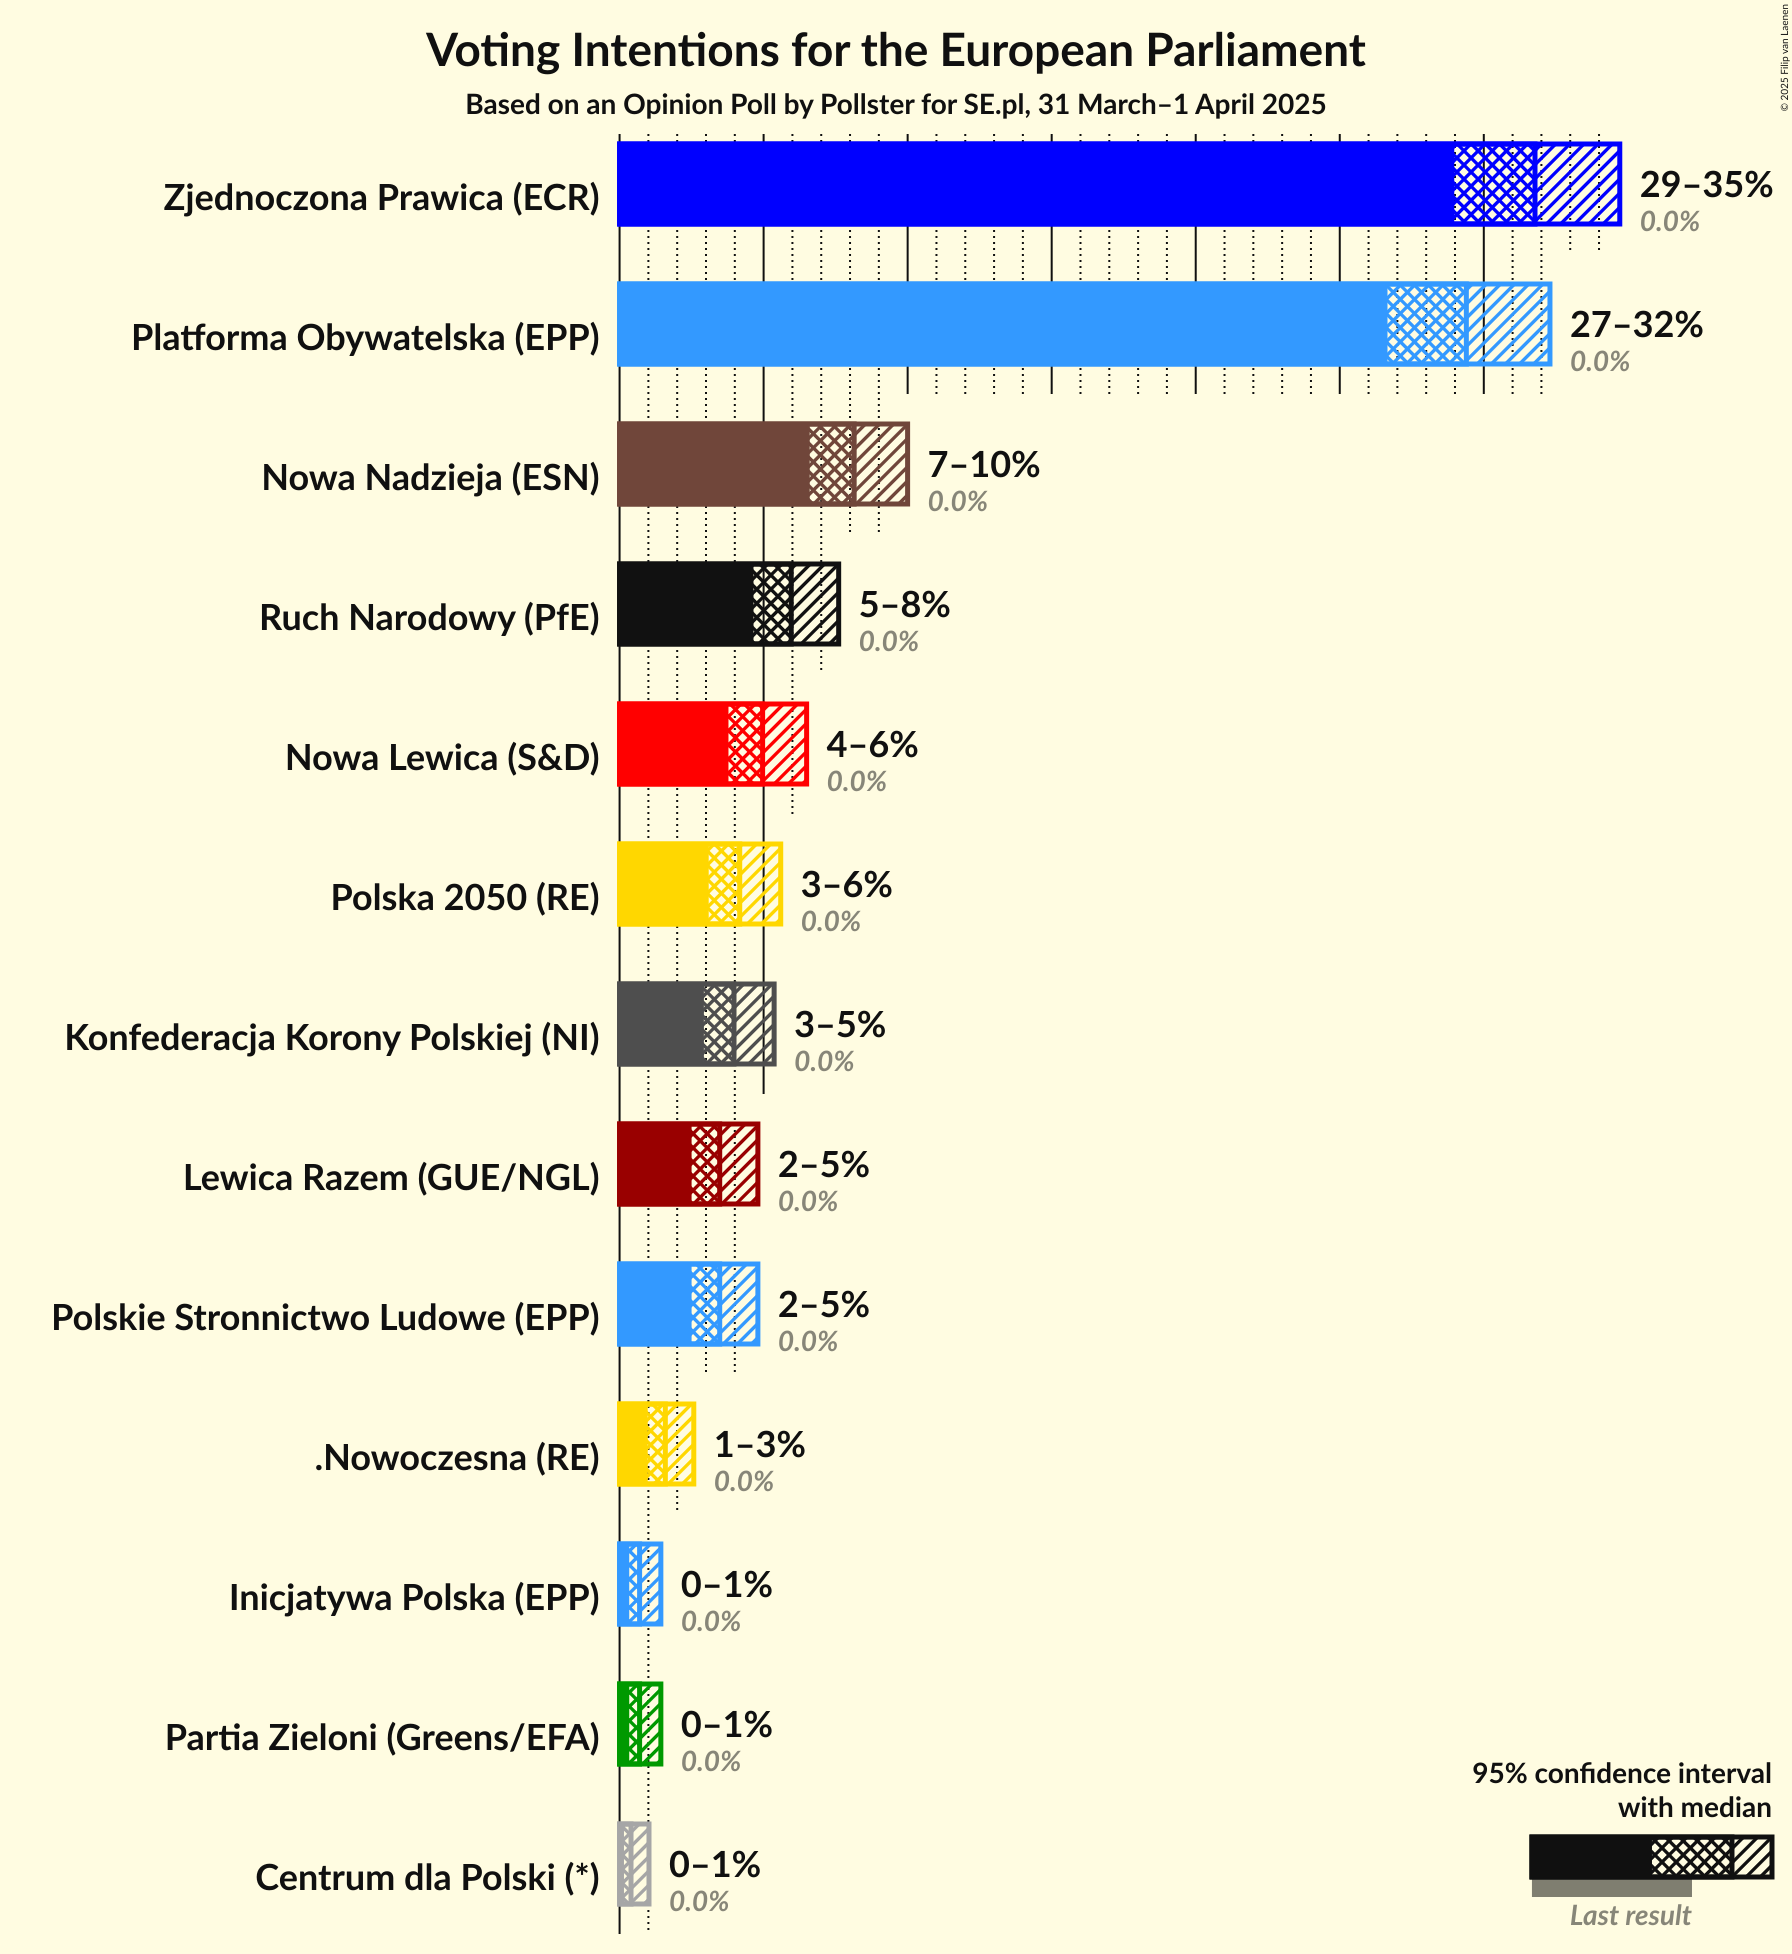 Voting Intentions for the European Parliament
Based on an Opinion Poll by Pollster for SE.pl, 31 March–1 April 2025
© 2025 Filip van Laenen
Zjednoczona Prawica (ECR)
29–35%
0.0%
Platforma Obywatelska (EPP)
27–32%
0.0%
Nowa Nadzieja (ESN)
7–10%
0.0%
Ruch Narodowy (PfE)
5–8%
0.0%
Nowa Lewica (S&D)
4–6%
0.0%
Polska 2050 (RE)
3–6%
0.0%
Konfederacja Korony Polskiej (NI)
3–5%
0.0%
Lewica Razem (GUE/NGL)
2–5%
0.0%
Polskie Stronnictwo Ludowe (EPP)
2–5%
0.0%
.Nowoczesna (RE)
1–3%
0.0%
Inicjatywa Polska (EPP)
0–1%
0.0%
Partia Zieloni (Greens/EFA)
0–1%
0.0%
Centrum dla Polski (*)
0–1%
0.0%
95% confidence interval
with median
Last result